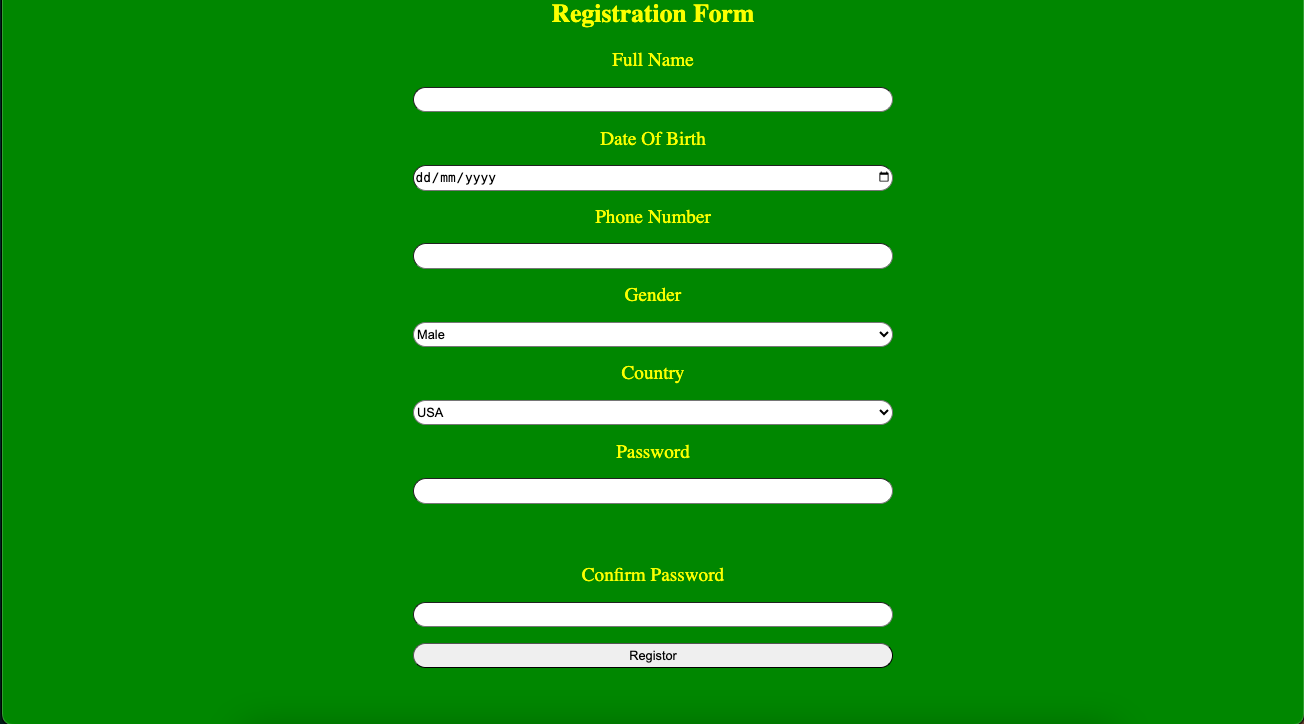 Registration Form
Full Name
Date Of Birth
dd/mm/yyyy
Phone Number
Gender
Male
Country
USA
Password
Confirm Password
Registor